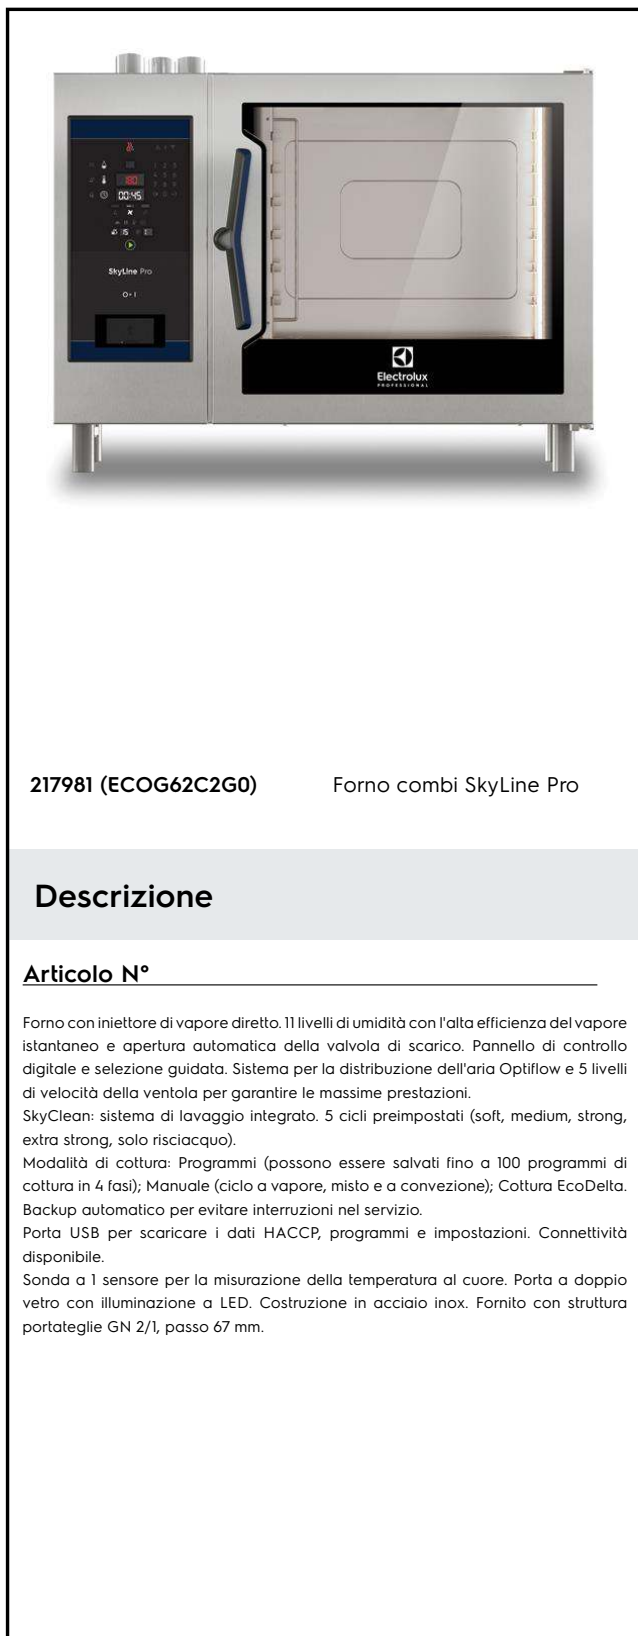 180
00:45
15
SkyLine Pro
O • I
Electrolux
PROFESSIONAL
217981 (ECOG62C2G0) Forno combi SkyLine Pro
Descrizione
Articolo N°
Forno con iniettore di vapore diretto. 11 livelli di umidità con l'alta efficienza del vapore
istantaneo e apertura automatica della valvola di scarico. Pannello di controllo
digitale e selezione guidata. Sistema per la distribuzione dell'aria Optiflow e 5 livelli
di velocità della ventola per garantire le massime prestazioni.
SkyClean: sistema di lavaggio integrato. 5 cicli preimpostati (soft, medium, strong,
extra strong, solo risciacquo).
Modalità di cottura: Programmi (possono essere salvati fino a 100 programmi di
cottura in 4 fasi); Manuale (ciclo a vapore, misto e a convezione); Cottura EcoDelta.
Backup automatico per evitare interruzioni nel servizio.
Porta USB per scaricare i dati HACCP, programmi e impostazioni. Connettività
disponibile.
Sonda a 1 sensore per la misurazione della temperatura al cuore. Porta a doppio
vetro con illuminazione a LED. Costruzione in acciaio inox. Fornito con struttura
portateglie GN 2/1, passo 67 mm.